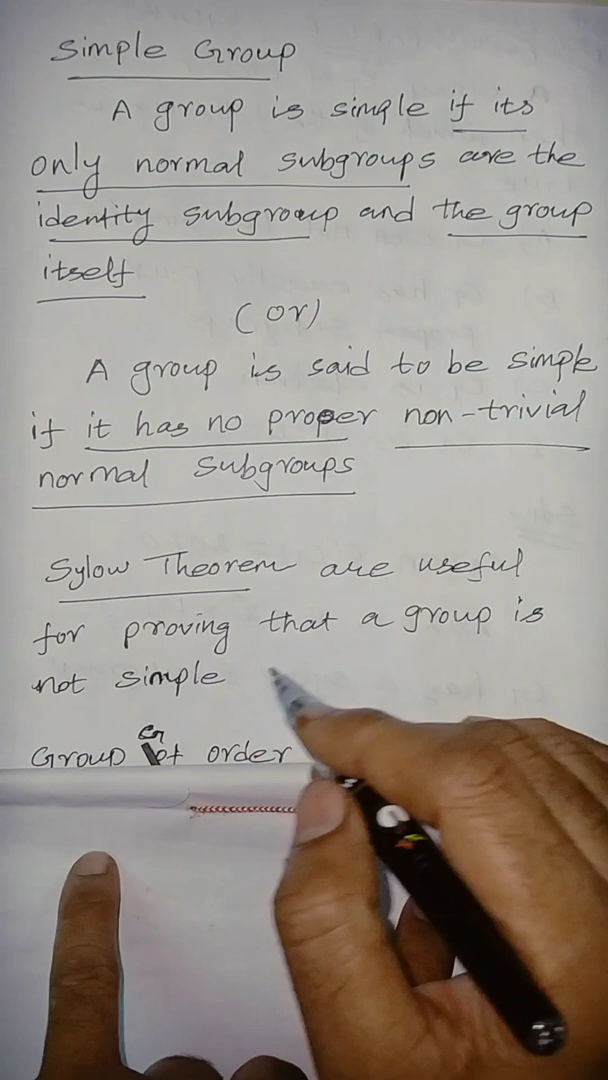 Simple Group
A group is simple if its
only normal subgroups are the
identity subgroup and the group
itself
(or)
A group is said to be simple
if it has no proper non-trivial
normal subgroups
Sylow Theorem are useful
for proving that a group is
not simple
Group G of order